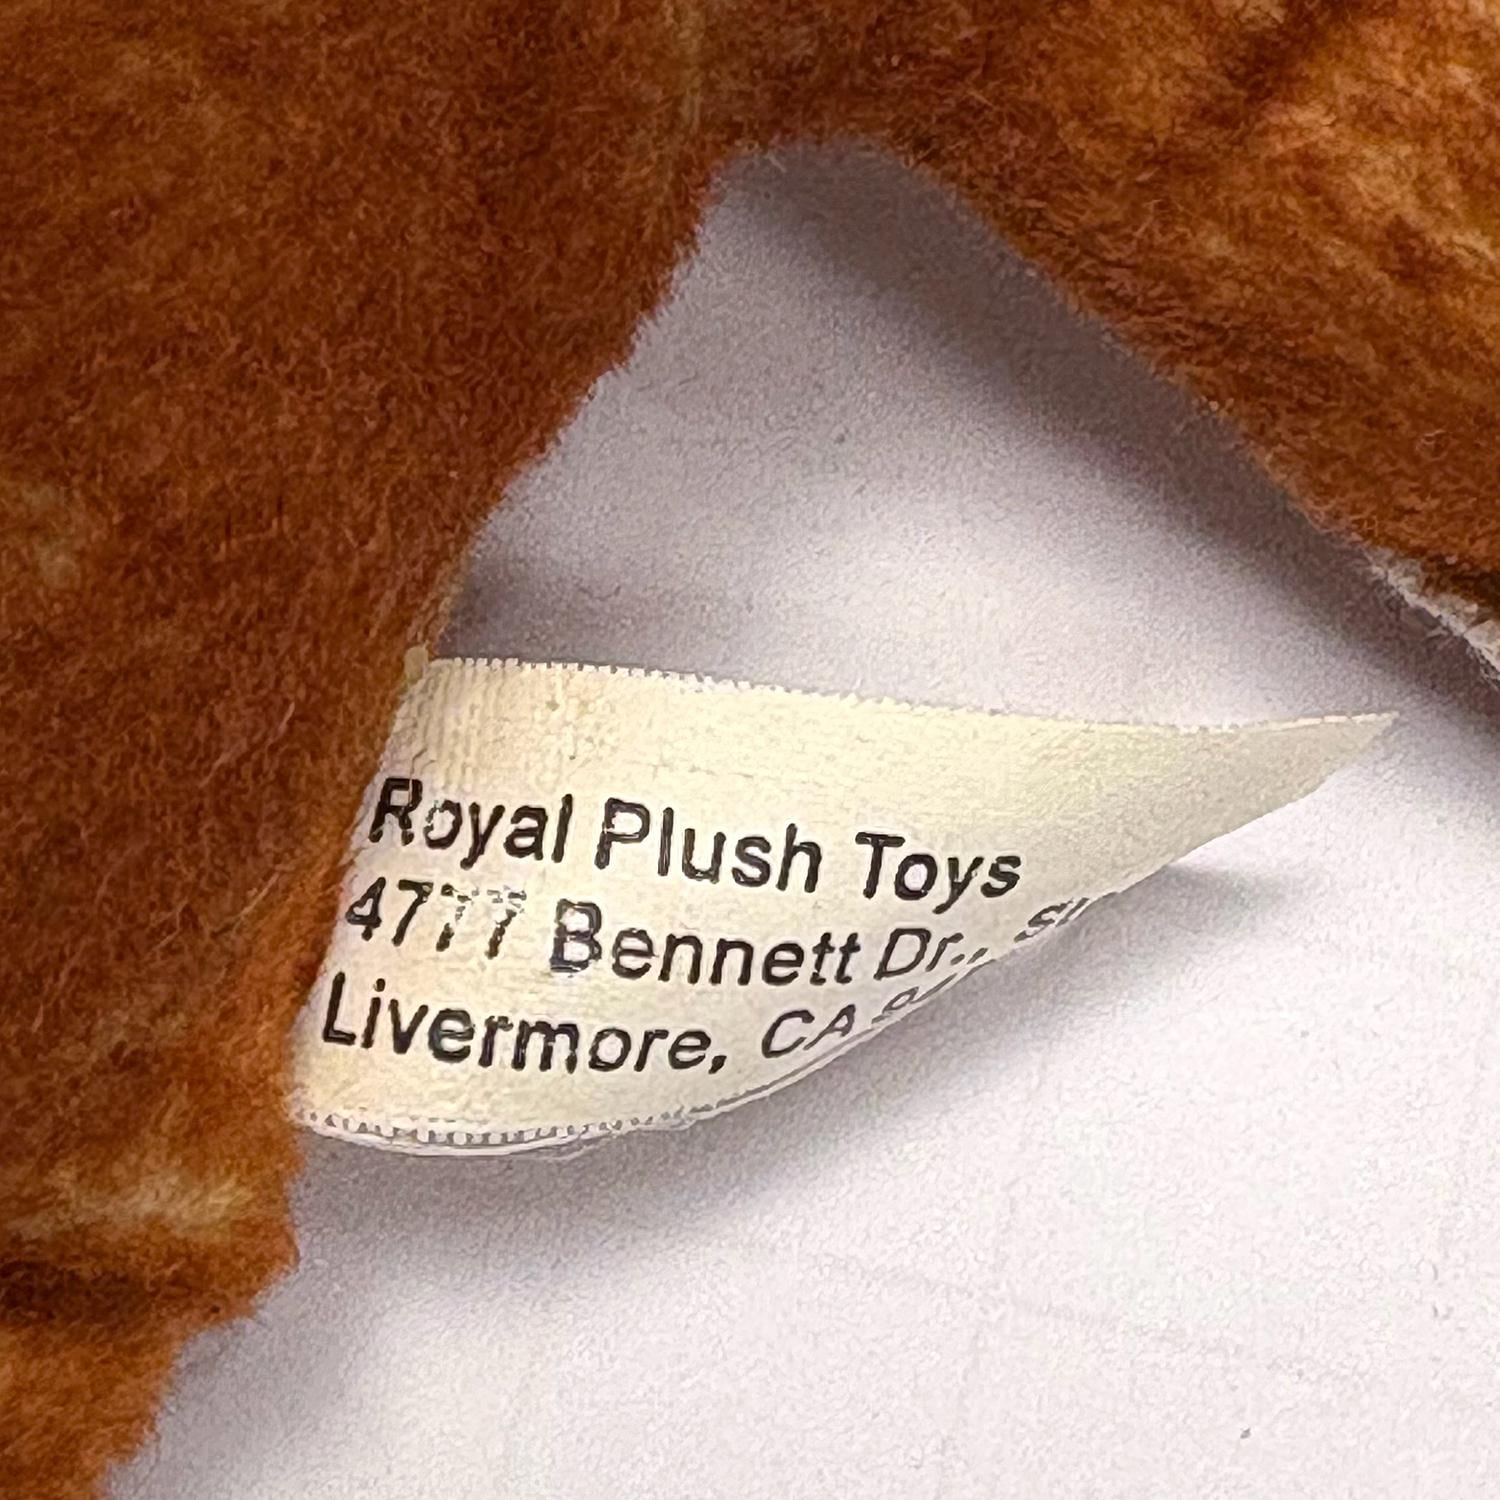 Royal Plush Toys
4777 Bennett Dr.,
Livermore, CA